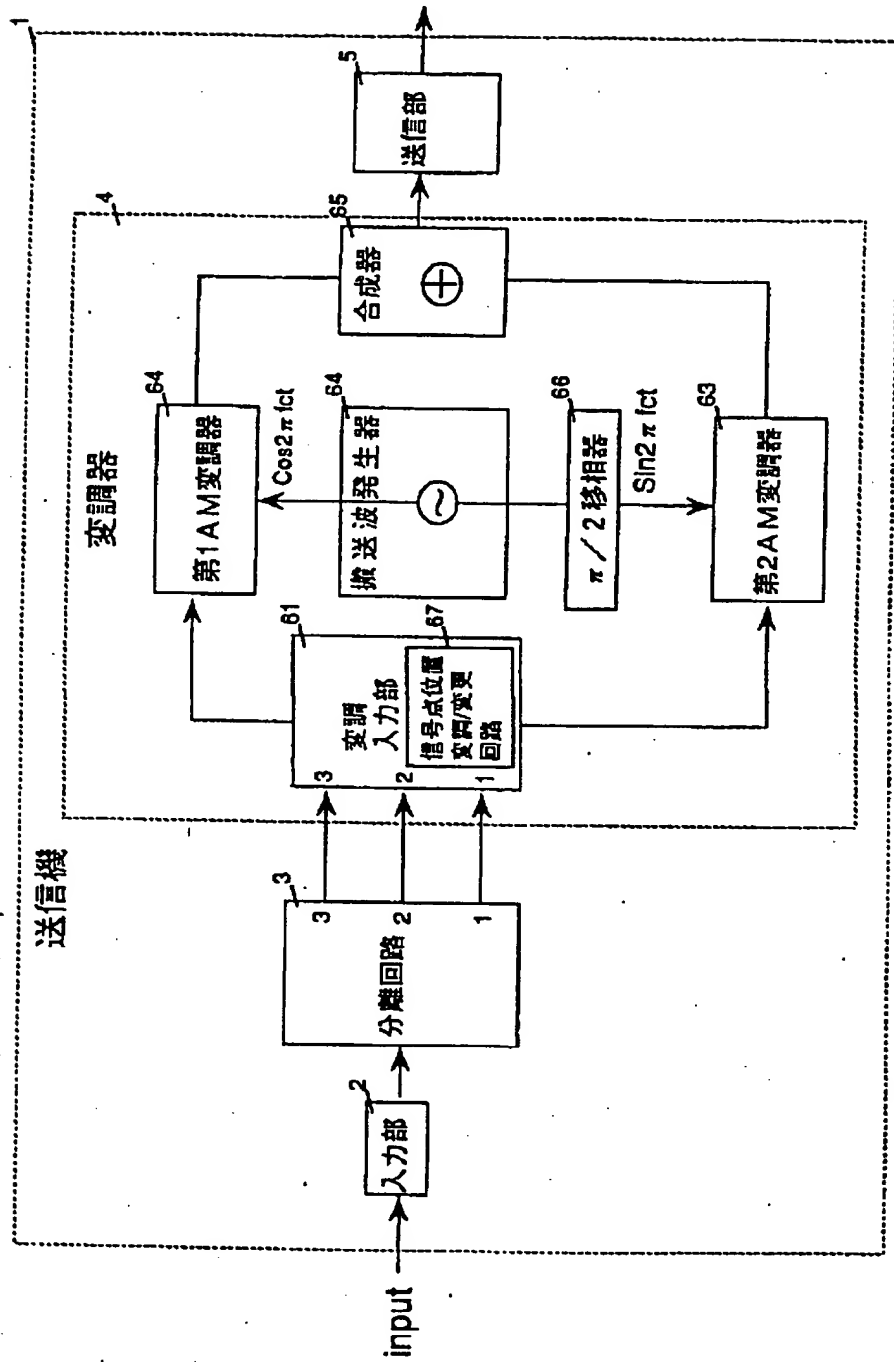 1
送信機
input
2
入力部
3
分離回路
3
2
1
4
変調器
61
変調
入力部
3
2
1
67
信号点位置
変調/変更
回路
64
第1AM変調器
Cos2πfct
64
搬送波発生器
~
66
π/2移相器
Sin2πfct
63
第2AM変調器
65
合成器
+
5
送信部